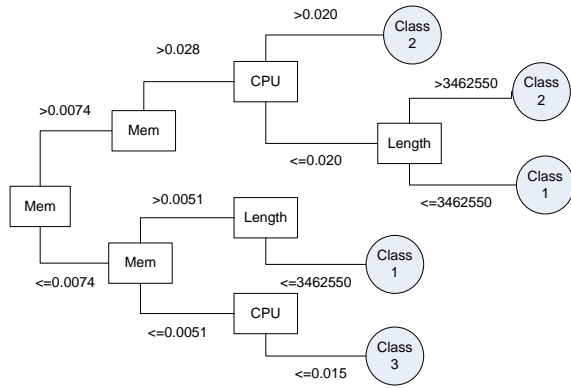 >0.020
Class
2
>0.028
CPU
>3462550
Class
2
>0.0074
Mem
Length
<=0.020
Class
1
Mem
>0.0051
Length
<=3462550
Mem
<=0.0074
<=3462550
Class
1
CPU
<=0.0051
<=0.015
Class
3